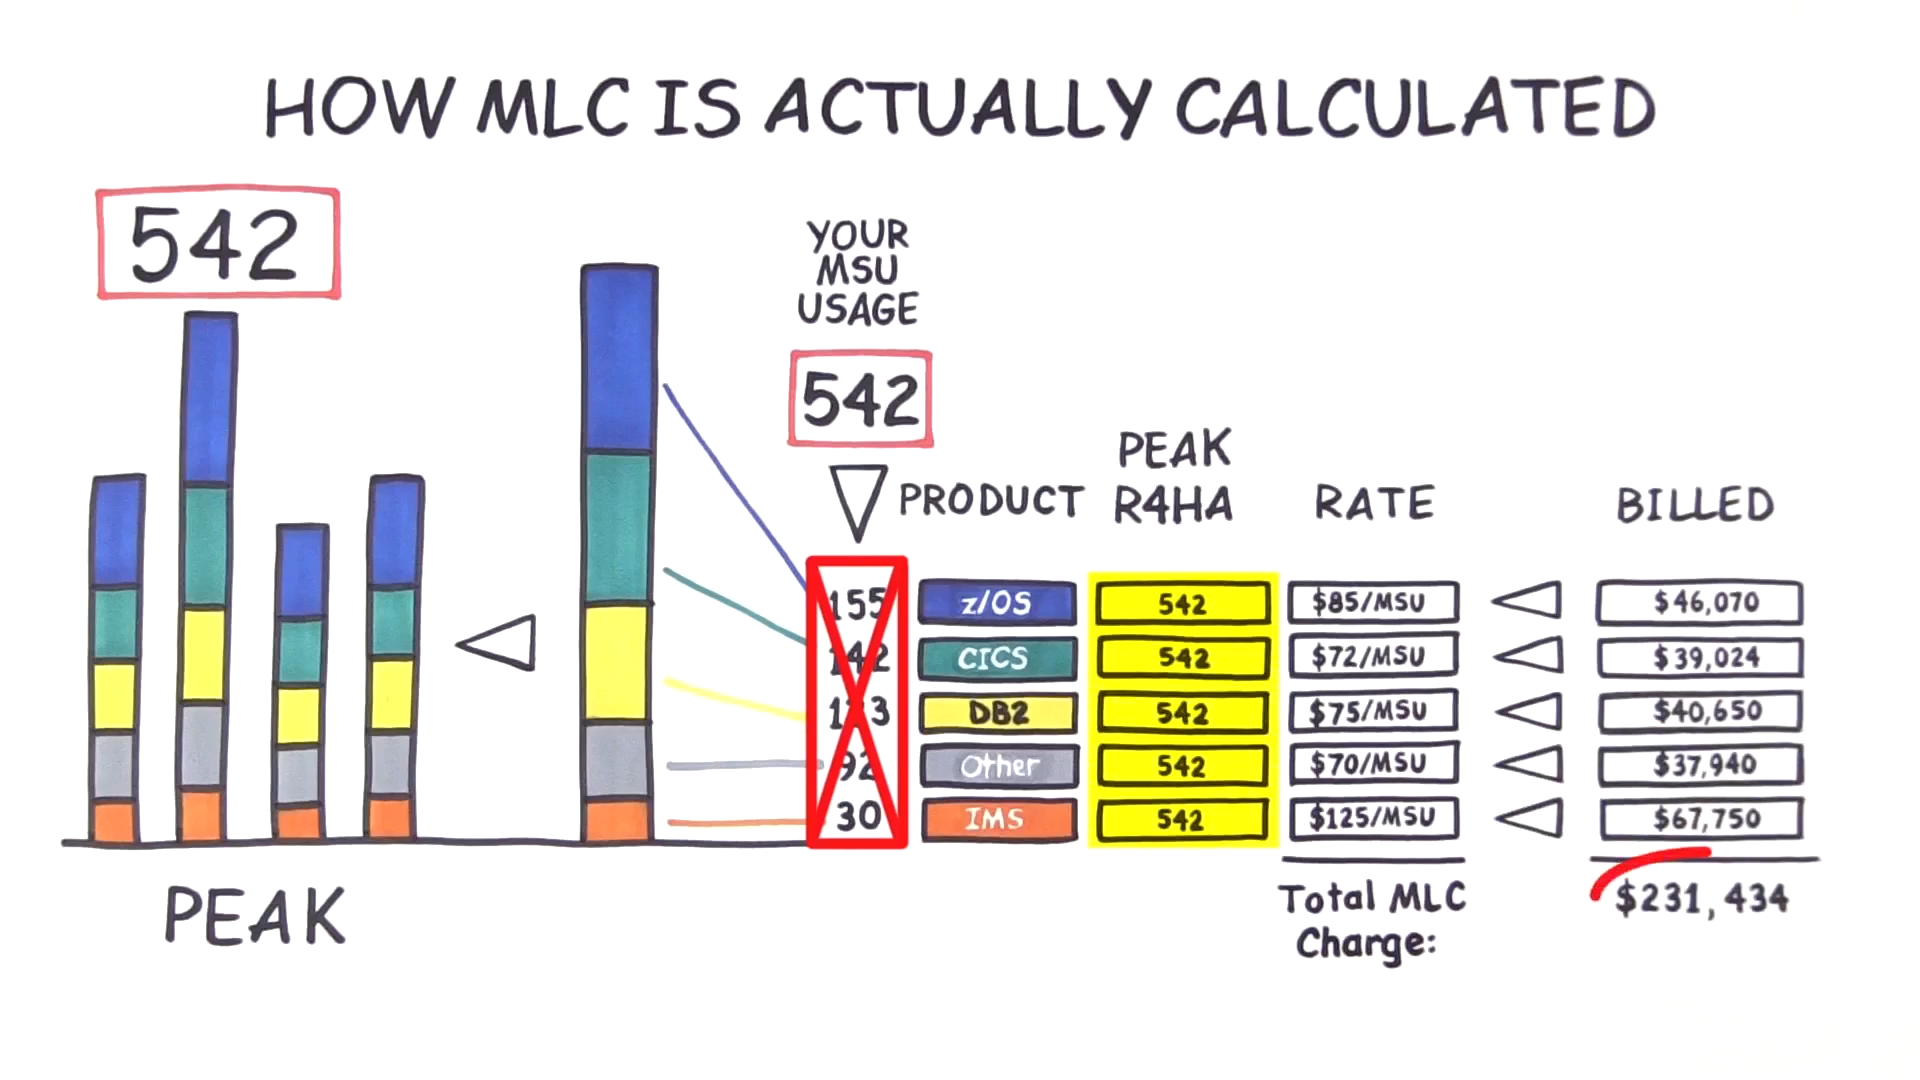 HOW MLC IS ACTUALLY CALCULATED
542
YOUR
MSU
USAGE
542
PRODUCT
PEAK
R4HA
RATE
BILLED
155 z/OS 542 $85/MSU $46,070
142 CICS 542 $72/MSU $39,024
DB2 542 $75/MSU $40,650
92 Other 542 $70/MSU $37,940
30 IMS 542 $125/MSU $67,750
Total MLC
Charge:
$231,434
PEAK